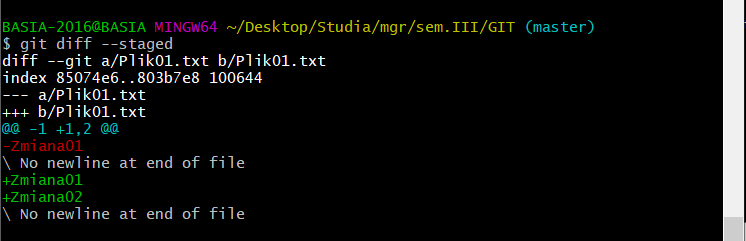 BASIA-2016@BASIA MINGW64 ~/Desktop/Studia/mgr/sem.III/GIT (master)
$ git diff --staged
diff --git a/Plik01.txt b/Plik01.txt
index 85074e6..803b7e8 100644
--- a/Plik01.txt
+++ b/Plik01.txt
@@ -1 +1,2 @@
-Zmiana01
\ No newline at end of file
+Zmiana01
+Zmiana02
\ No newline at end of file